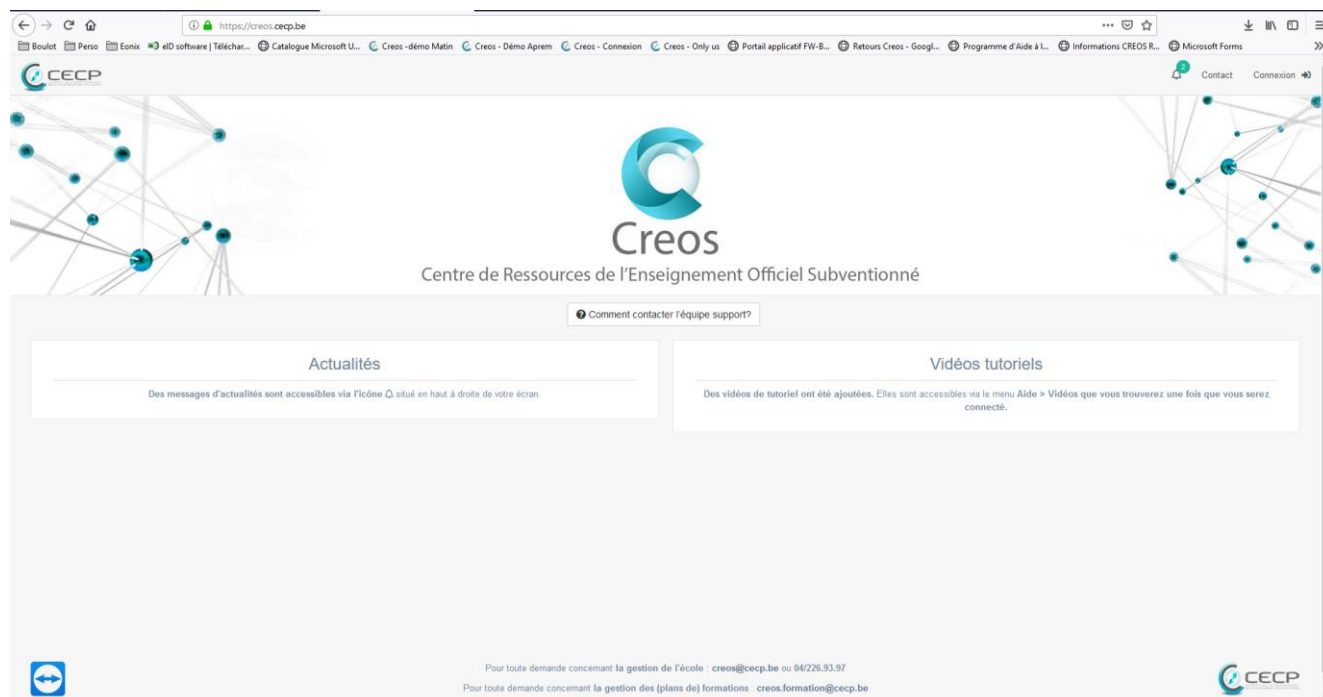 https://creos.cecp.be
Boulot Perso Eonix eID software | Téléchar... Catalogue Microsoft U... Creos -démo Matin Creos - Démo Aprem Creos - Connexion Creos - Only us Portail applicatif FW-B... Retours Creos - Googl... Programme d'Aide à l... Informations CREOS R... Microsoft Forms
CECP
2
Contact Connexion
Creos
Centre de Ressources de l'Enseignement Officiel Subventionné
Comment contacter l'équipe support?
Actualités
Des messages d'actualités sont accessibles via l'icône situé en haut à droite de votre écran.
Vidéos tutoriels
Des vidéos de tutoriel ont été ajoutées. Elles sont accessibles via le menu Aide > Vidéos que vous trouverez une fois que vous serez
connecté.
Pour toute demande concernant la gestion de l'école : creos@cecp.be ou 04/226.93.97
Pour toute demande concernant la gestion des (plans de) formations : creos.formation@cecp.be
CECP